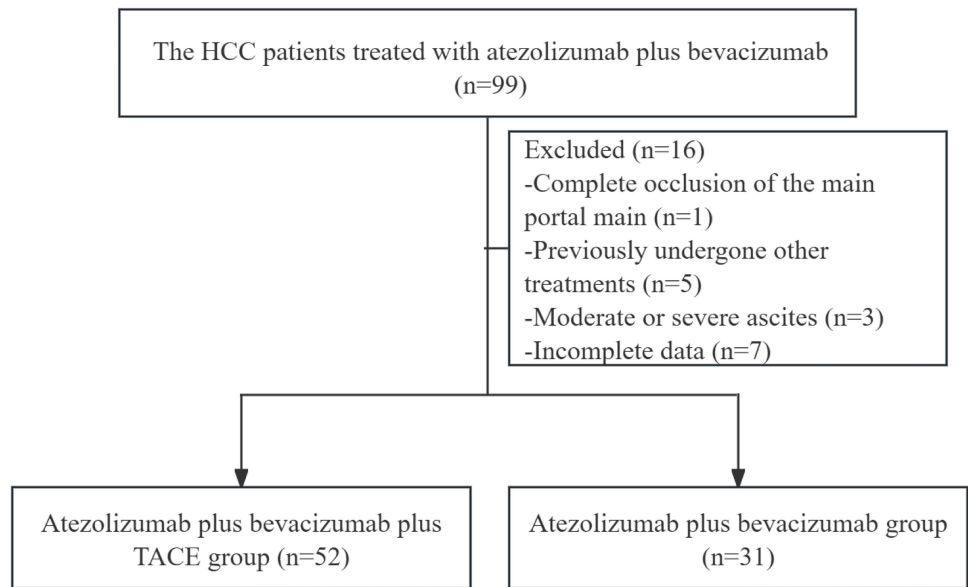 The HCC patients treated with atezolizumab plus bevacizumab
(n=99)
Excluded (n=16)
-Complete occlusion of the main
portal main (n=1)
-Previously undergone other
treatments (n=5)
-Moderate or severe ascites (n=3)
-Incomplete data (n=7)
Atezolizumab plus bevacizumab plus
TACE group (n=52)
Atezolizumab plus bevacizumab group
(n=31)